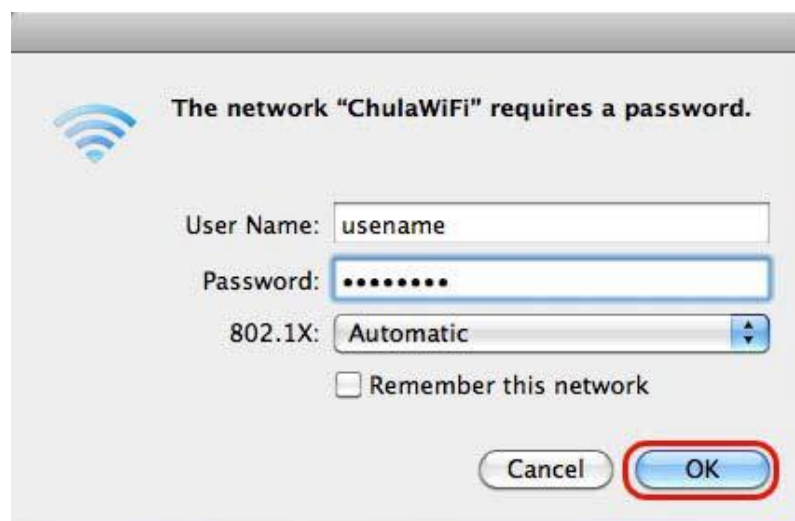 The network “ChulaWiFi” requires a password.
User Name: usename
Password: ••••••••
802.1X: Automatic
Remember this network
Cancel OK